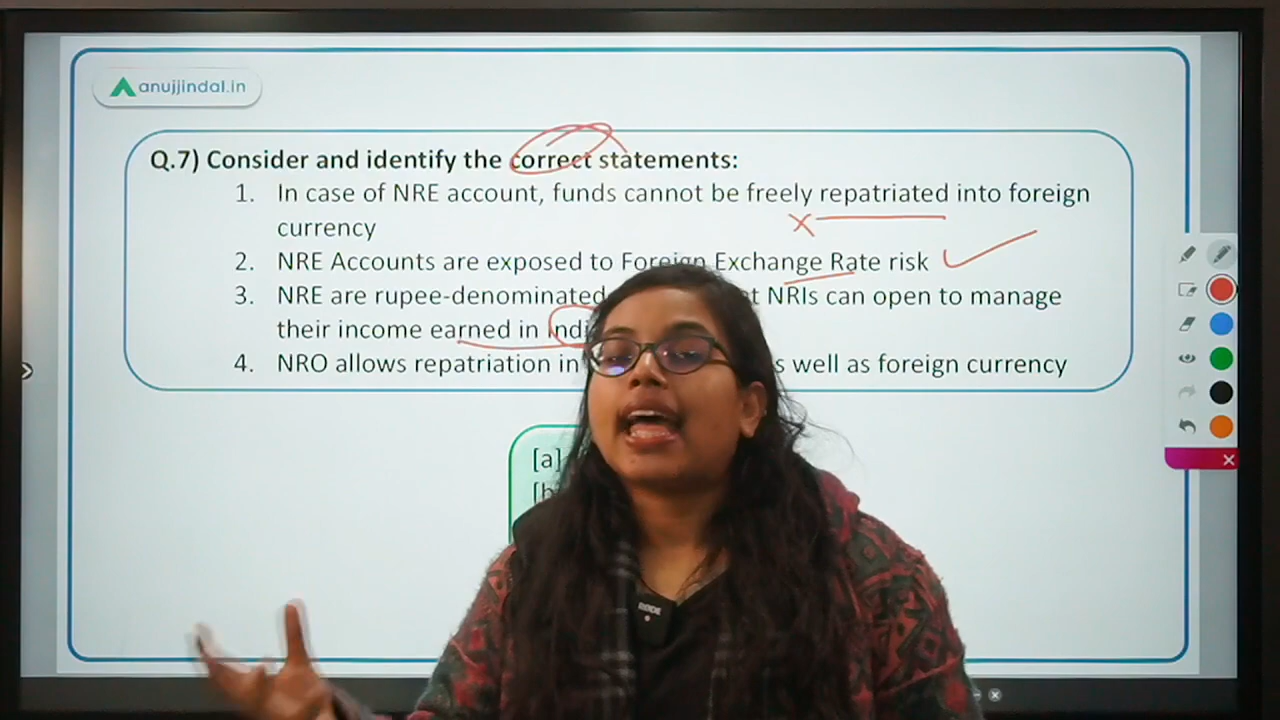 anujjindal.in
Q.7) Consider and identify the correct statements:
1. In case of NRE account, funds cannot be freely repatriated into foreign
currency
2. NRE Accounts are exposed to Foreign Exchange Rate risk
3. NRE are rupee-denominated NRIs can open to manage
their income earned in
4. NRO allows repatriation in well as foreign currency
[a]
RODE